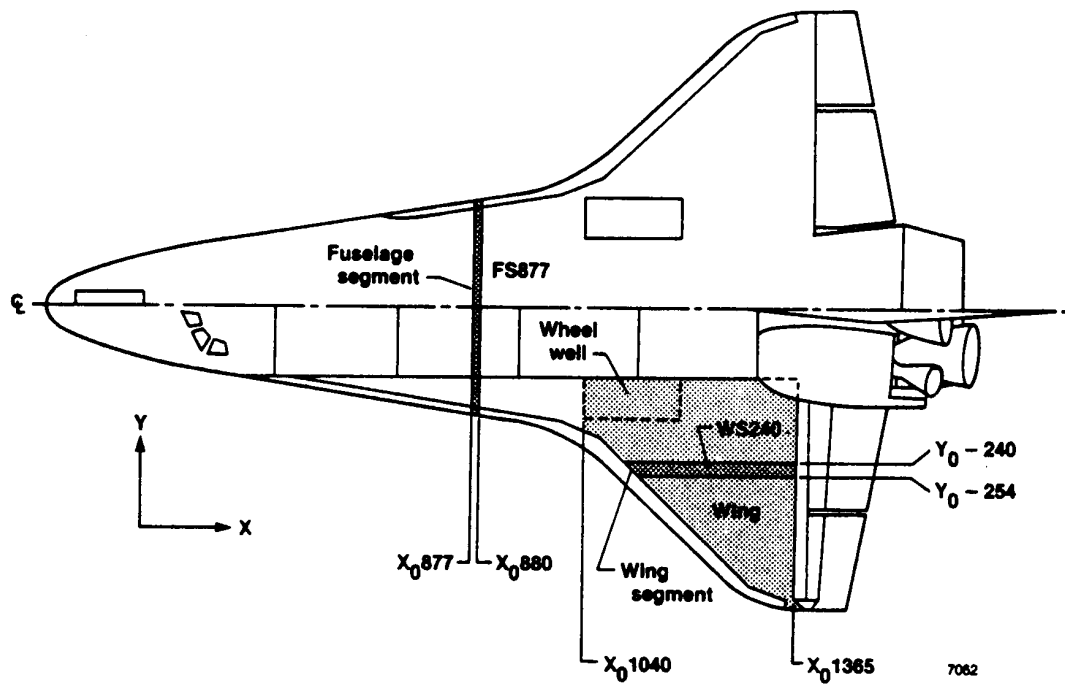 Fuselage
segment
FS877
℄
Wheel
well
WS240
Y₀ – 240
Y₀ – 254
Wing
Y
X
X₀877
X₀880
Wing
segment
X₀1040
X₀1365
7062